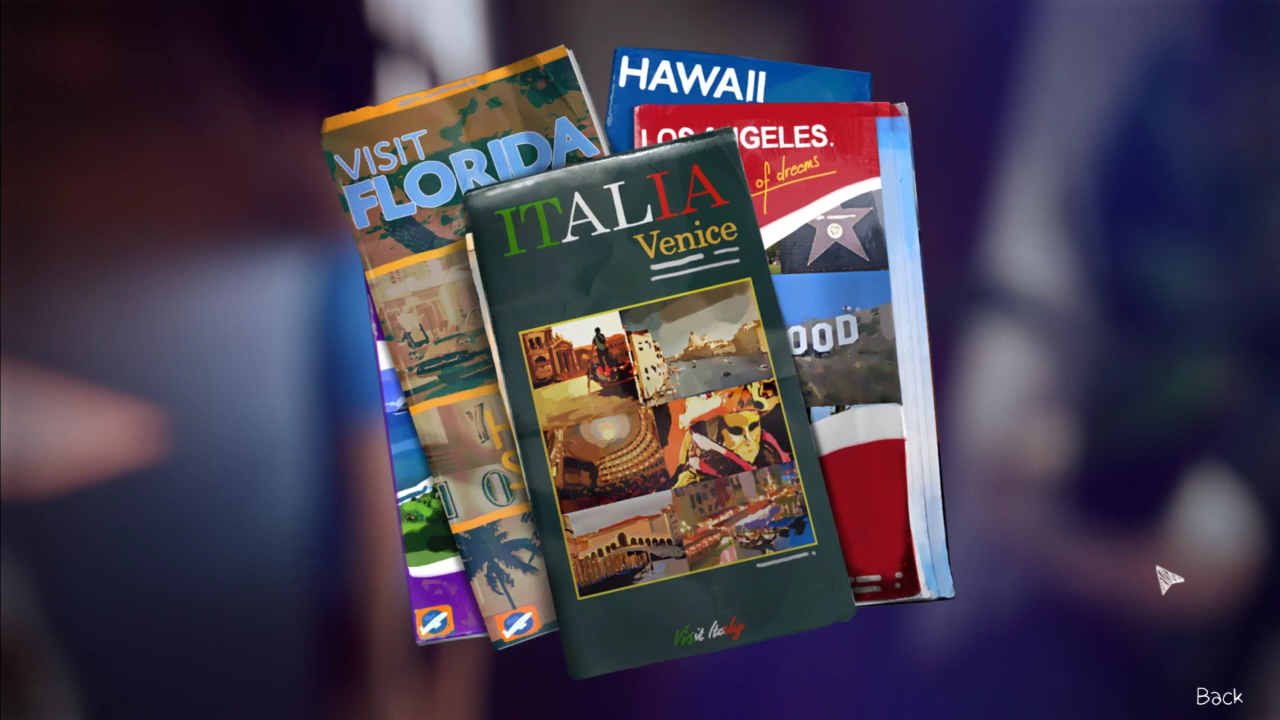 HAWAII
VISIT
FLORIDA
LOS ANGELES.
of dreams
ITALIA
Venice
OOD
Visit Italy
Back